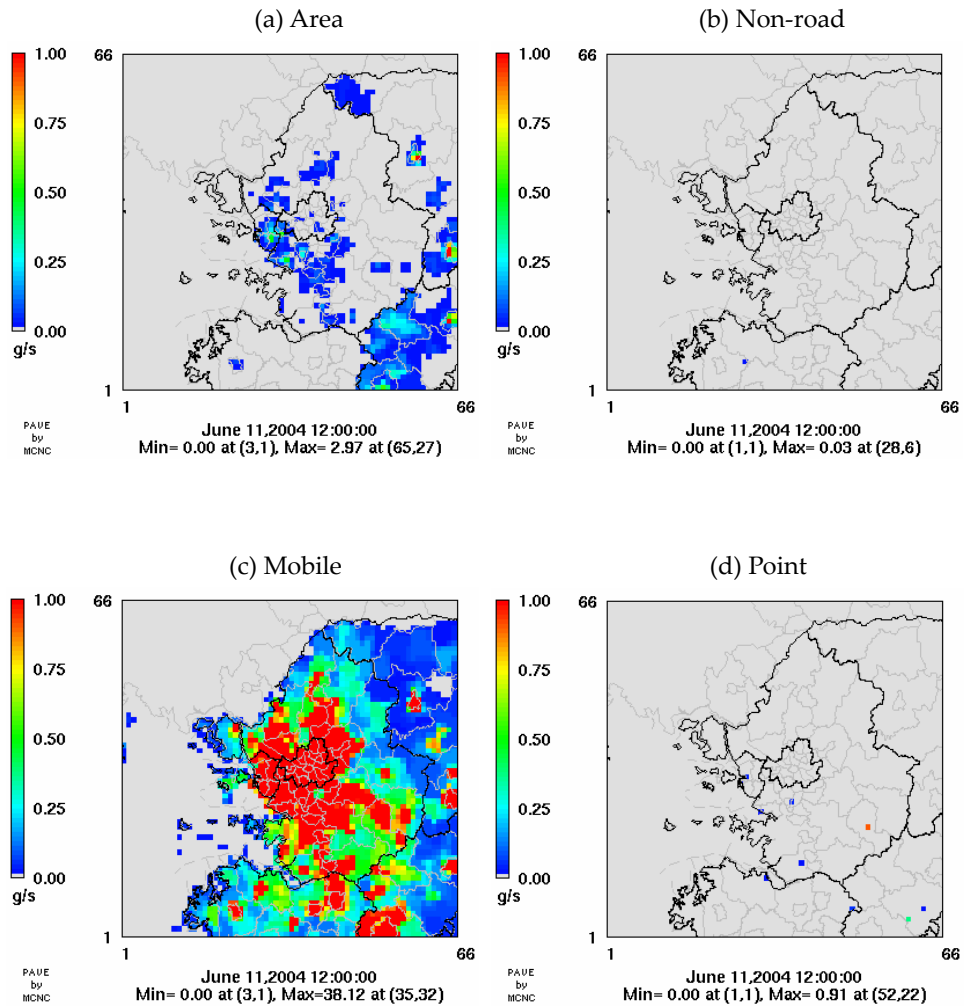 (a) Area
1.00
0.75
0.50
0.25
0.00
g/s
66
1
1
66
PAVE
by
MCNC
June 11,2004 12:00:00
Min= 0.00 at (3,1), Max= 2.97 at (65,27)
(b) Non-road
1.00
0.75
0.50
0.25
0.00
g/s
66
1
1
66
PAVE
by
MCNC
June 11,2004 12:00:00
Min= 0.00 at (1,1), Max= 0.03 at (28,6)
(c) Mobile
1.00
0.75
0.50
0.25
0.00
g/s
66
1
1
66
PAVE
by
MCNC
June 11,2004 12:00:00
Min= 0.00 at (3,1), Max=38.12 at (35,32)
(d) Point
1.00
0.75
0.50
0.25
0.00
g/s
66
1
1
66
PAVE
by
MCNC
June 11,2004 12:00:00
Min= 0.00 at (1,1), Max= 0.91 at (52,22)